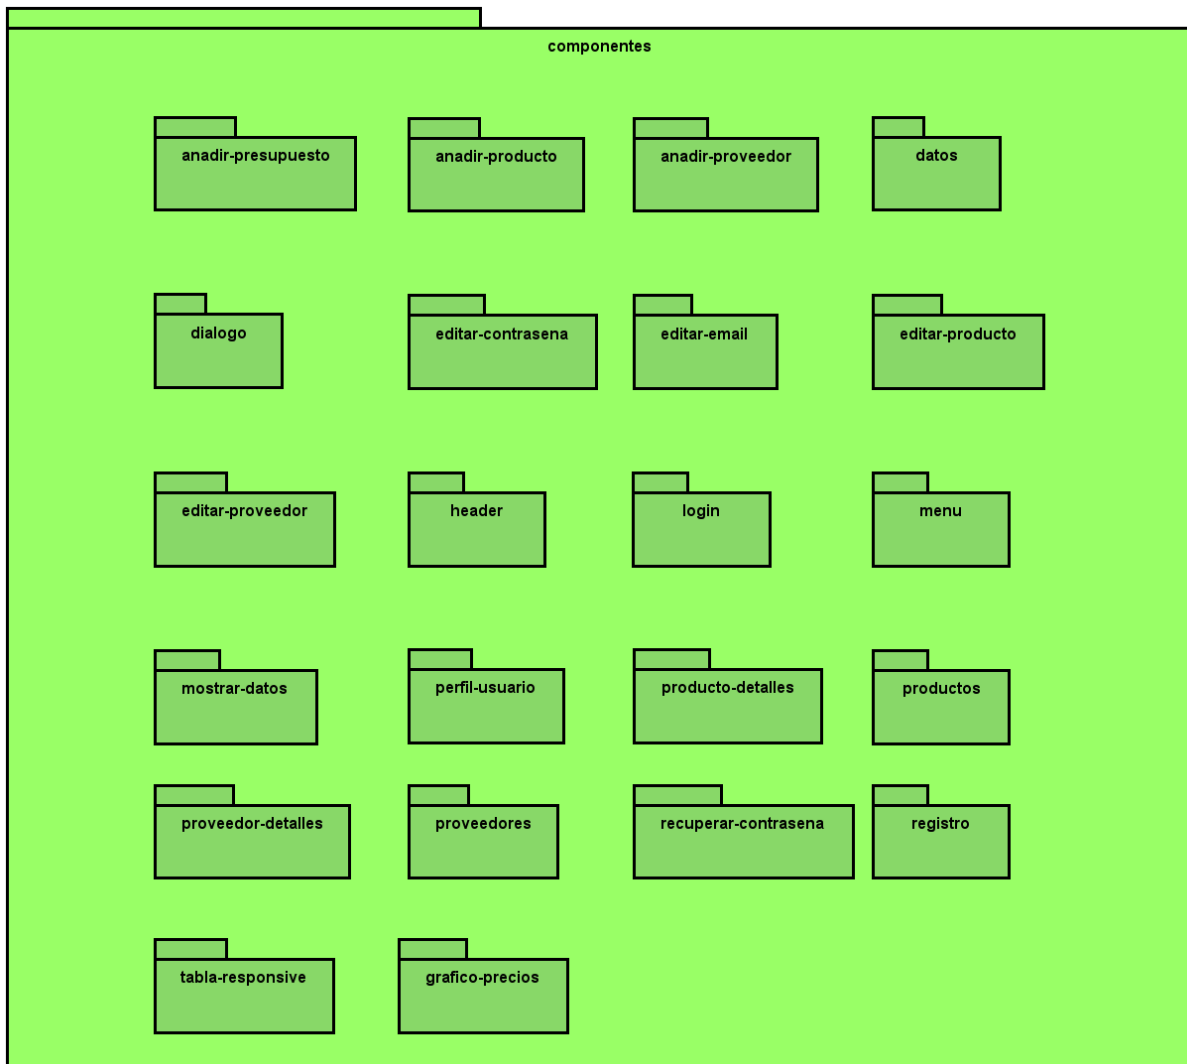 componentes
anadir-presupuesto
anadir-producto
anadir-proveedor
datos
dialogo
editar-contrasena
editar-email
editar-producto
editar-proveedor
header
login
menu
mostrar-datos
perfil-usuario
producto-detalles
productos
proveedor-detalles
proveedores
recuperar-contrasena
registro
tabla-responsive
grafico-precios